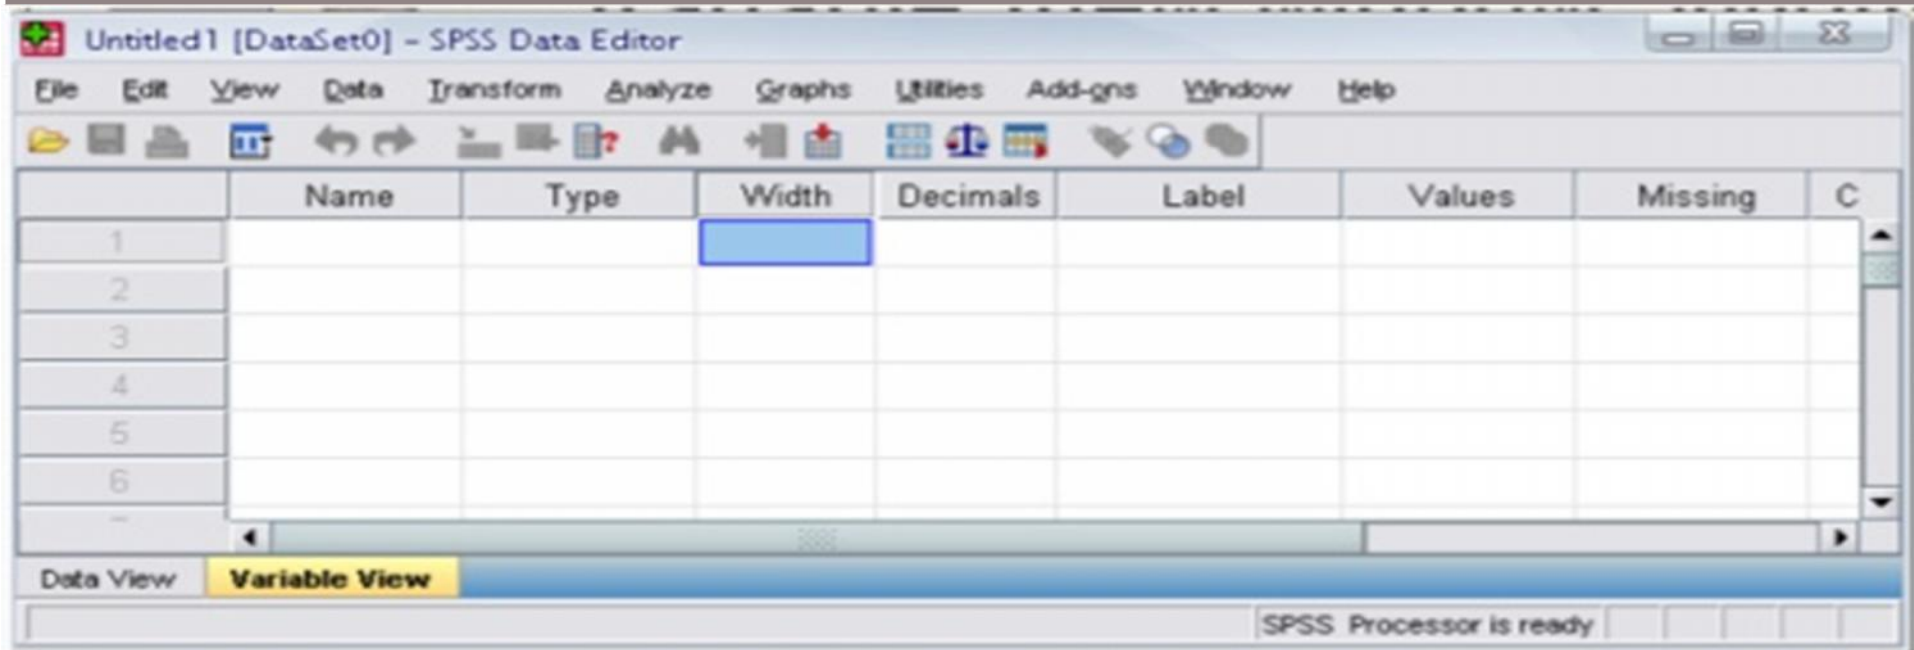 Untitled1 [DataSet0] - SPSS Data Editor
File Edit View Data Transform Analyze Graphs Utilities Add-ons Window Help
Name Type Width Decimals Label Values Missing C
1
2
3
4
5
6
Data View Variable View
SPSS Processor is ready